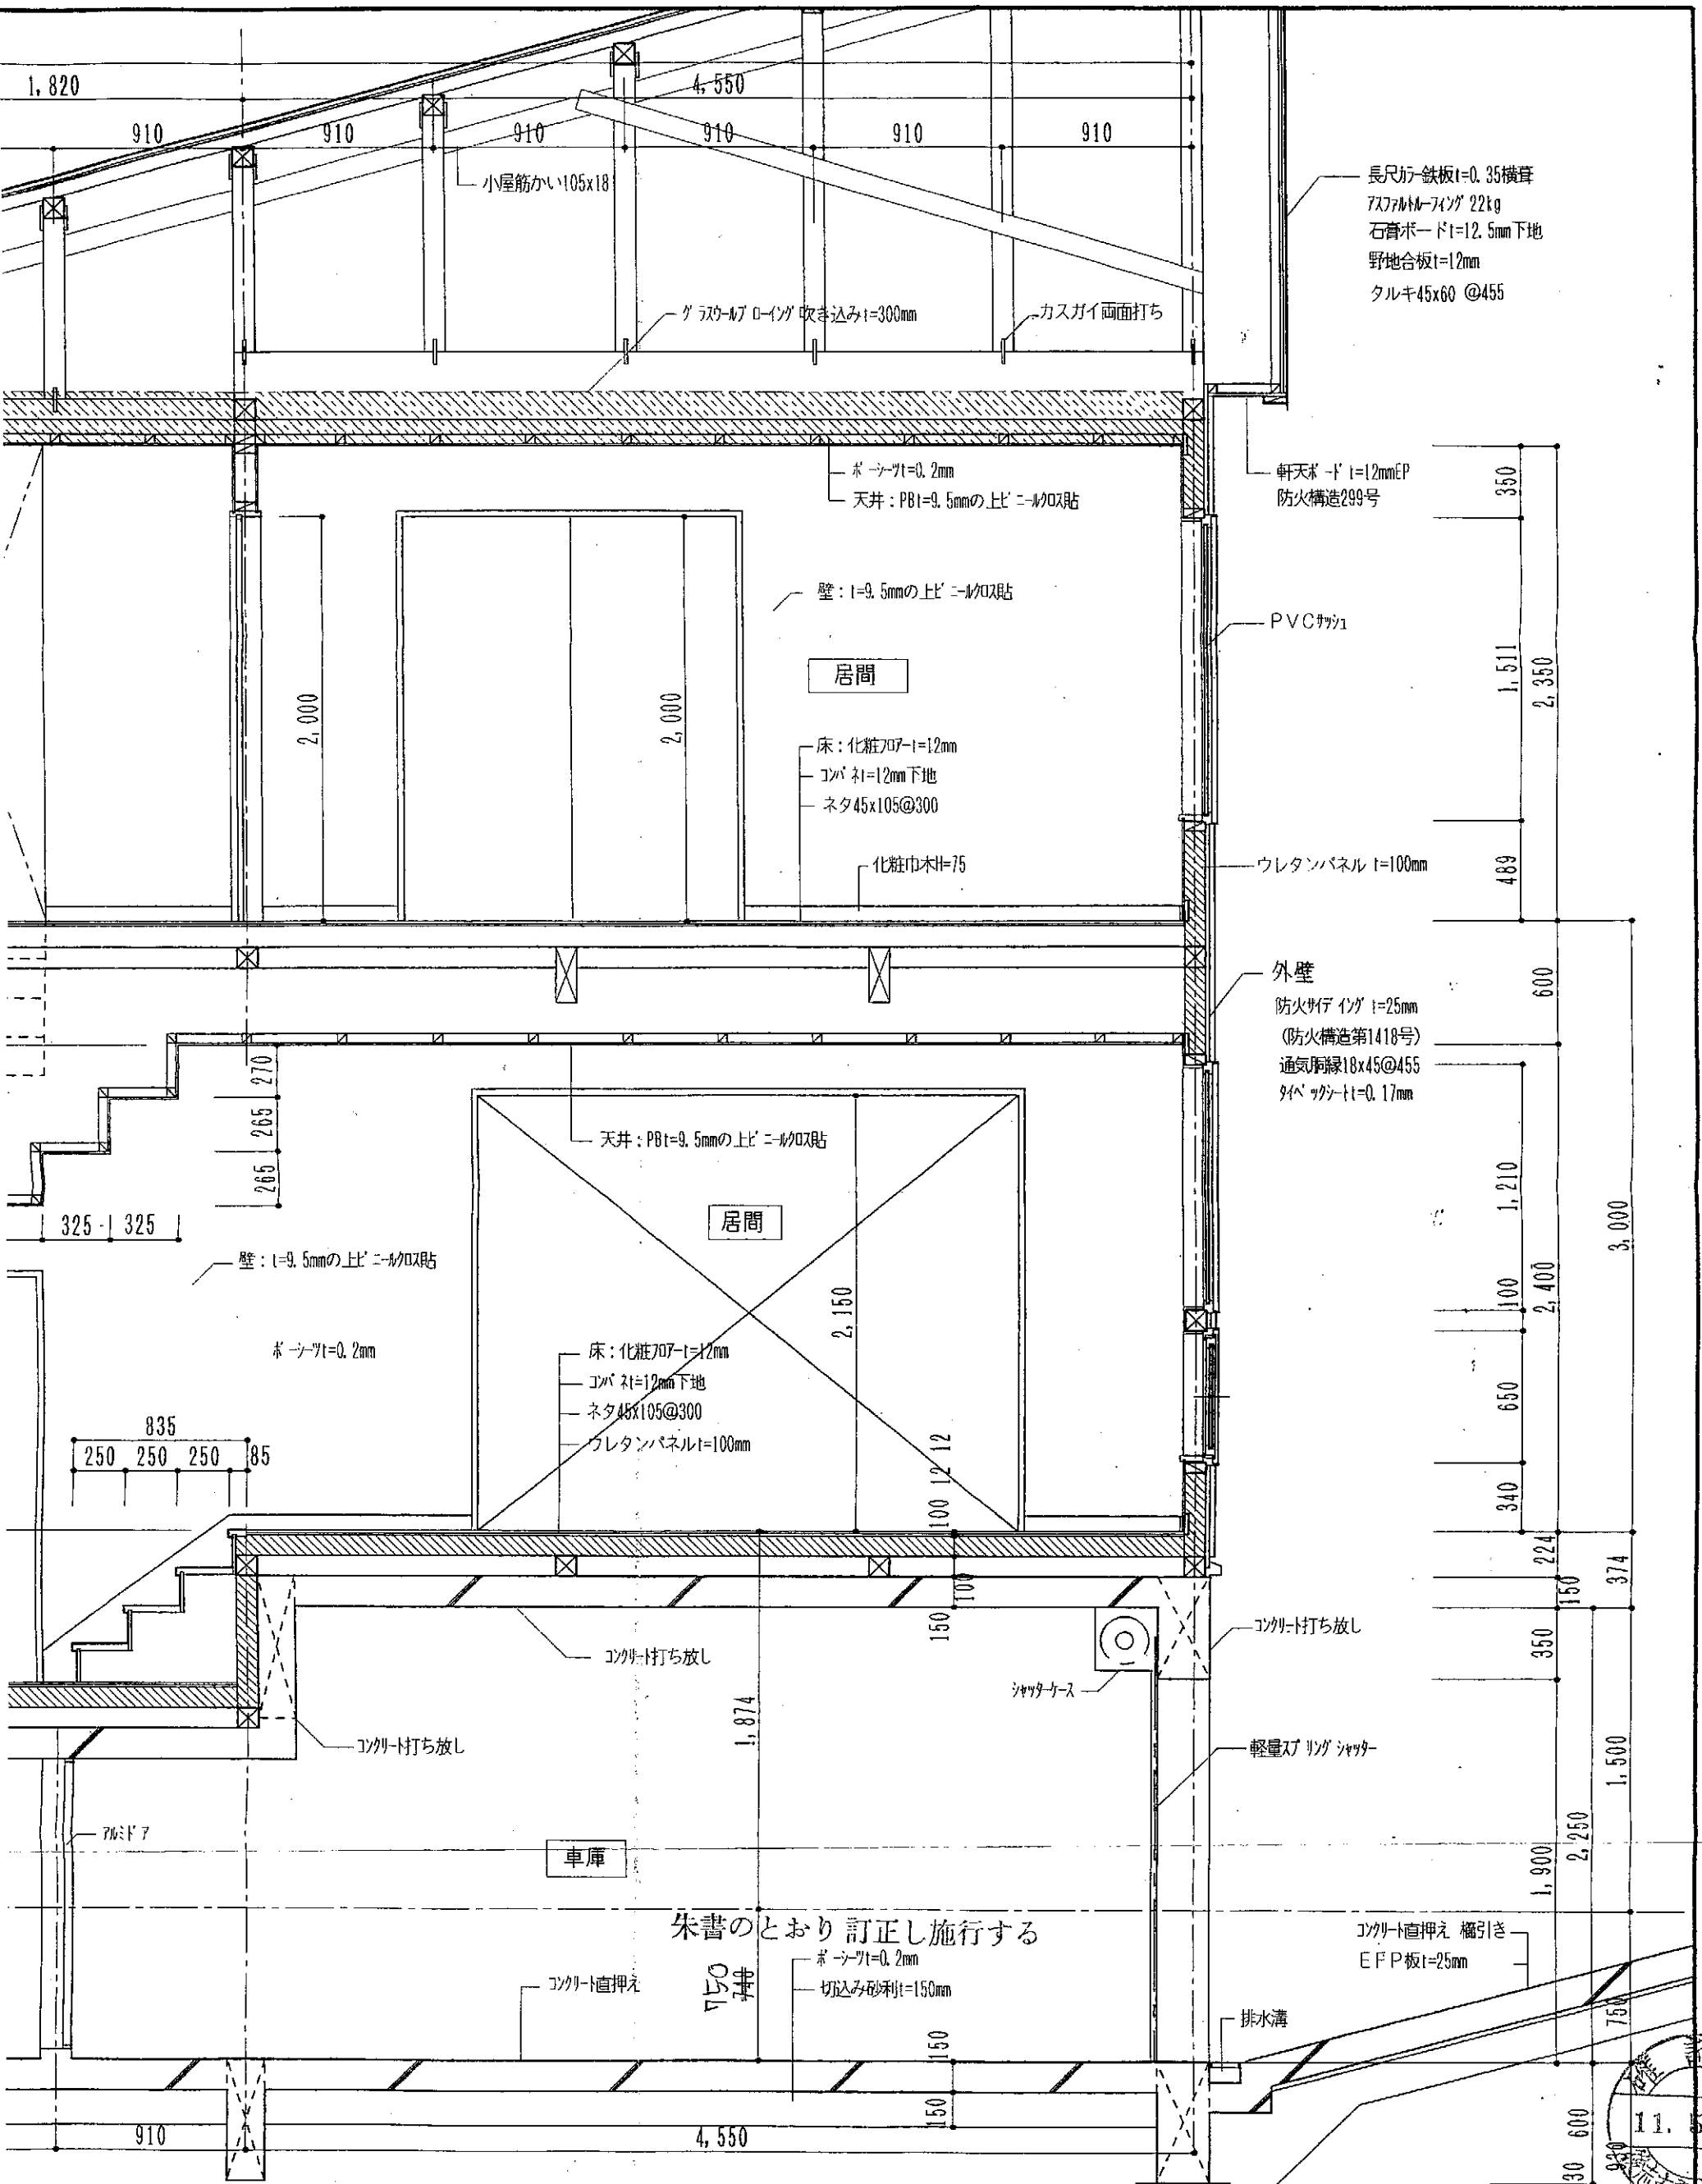 1,820
4,550
910
910
910
910
910
910
小屋筋かい105x18
長尺カラー鉄板t=0.35横葺
アスファルトルーフィング 22kg
石膏ボードt=12.5mm下地
野地合板t=12mm
タルキ45x60 @455
グラスウールブローイング吹き込みt=300mm
カスガイ両面打ち
ポーシーツt=0.2mm
天井:PBt=9.5mmの上ビニールクロス貼
軒天ボードt=12mmEP
防火構造299号
350
壁:t=9.5mmの上ビニールクロス貼
PVCサッシュ
居間
1,511
2,350
2,000
2,000
床:化粧フロアーt=12mm
コンパネt=12mm下地
ネタ45x105@300
化粧巾木H=75
ウレタンパネル t=100mm
489
外壁
防火サイディング t=25mm
(防火構造第1418号)
通気胴縁18x45@455
タイベックシートt=0.17mm
600
270
265
265
325
325
天井:PBt=9.5mmの上ビニールクロス貼
居間
1,210
3,000
壁:t=9.5mmの上ビニールクロス貼
2,150
100
2,400
ポーシーツt=0.2mm
床:化粧フロアーt=12mm
コンパネt=12mm下地
ネタ45x105@300
ウレタンパネルt=100mm
650
835
250
250
250
85
100 12 12
340
224
374
150
100
150
コンクリート打ち放し
コンクリート打ち放し
350
シャッターケース
1,874
コンクリート打ち放し
軽量スプリングシャッター
1,500
アルミドア
車庫
2,250
1,900
朱書のとおり訂正し施行する
750
740
ポーシーツt=0.2mm
切込み砂利t=150mm
コンクリート直押え
コンクリート直押え 櫛引き
EFP板t=25mm
排水溝
750
150
150
910
4,550
600
930
30
11.